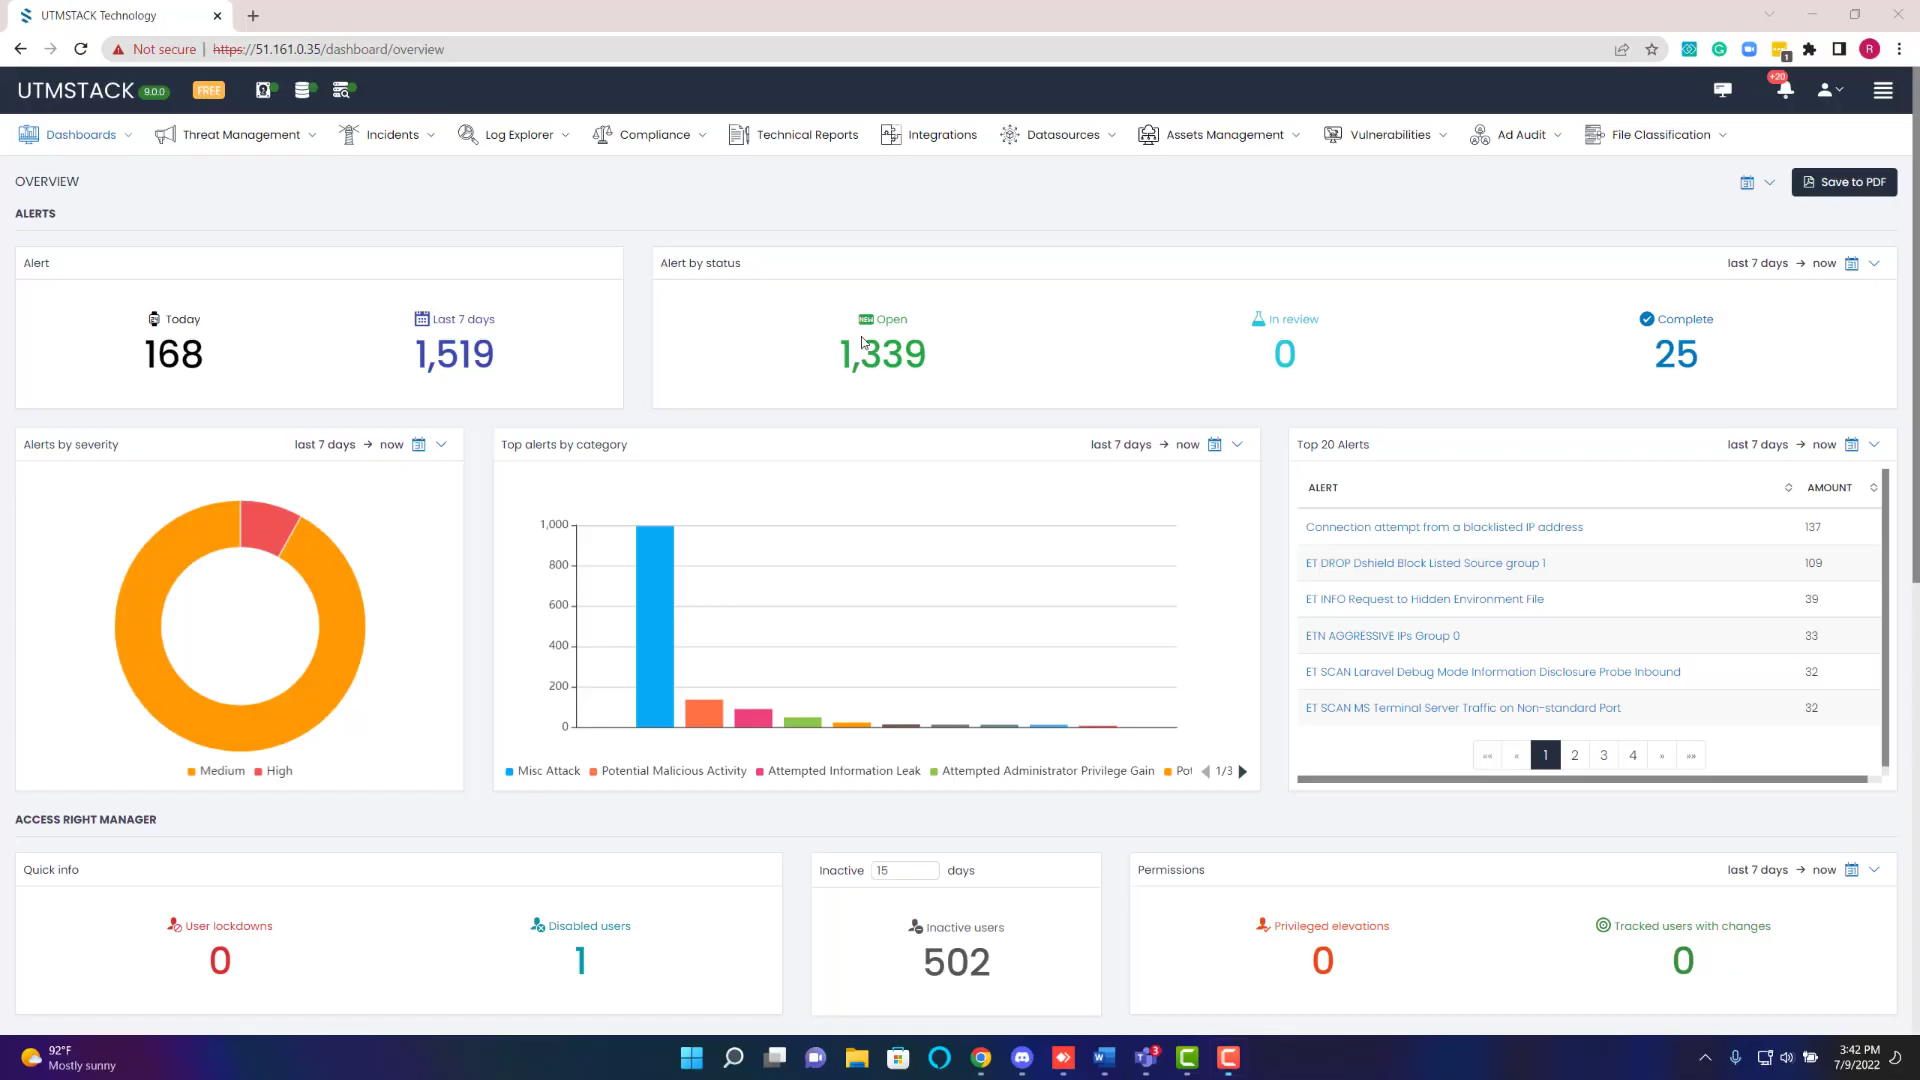 UTMSTACK Technology
Not secure | https://51.161.0.35/dashboard/overview
1
R
UTMSTACK 9.0.0 FREE
+20
Dashboards Threat Management Incidents Log Explorer Compliance Technical Reports Integrations Datasources Assets Management Vulnerabilities Ad Audit File Classification
OVERVIEW
Save to PDF
ALERTS
Alert
Today
168
Last 7 days
1,519
Alert by status
last 7 days → now
NEW Open
1,339
In review
0
Complete
25
Alerts by severity
last 7 days → now
Medium High
Top alerts by category
last 7 days → now
1,000
800
600
400
200
0
Misc Attack Potential Malicious Activity Attempted Information Leak Attempted Administrator Privilege Gain Pot 1/3
Top 20 Alerts
last 7 days → now
ALERT AMOUNT
Connection attempt from a blacklisted IP address 137
ET DROP Dshield Block Listed Source group 1 109
ET INFO Request to Hidden Environment File 39
ETN AGGRESSIVE IPs Group 0 33
ET SCAN Laravel Debug Mode Information Disclosure Probe Inbound 32
ET SCAN MS Terminal Server Traffic on Non-standard Port 32
«« « 1 2 3 4 » »»
ACCESS RIGHT MANAGER
Quick info
User lockdowns
0
Disabled users
1
Inactive 15 days
Inactive users
502
Permissions
last 7 days → now
Privileged elevations
0
Tracked users with changes
0
92°F
Mostly sunny
3
3:42 PM
7/9/2022